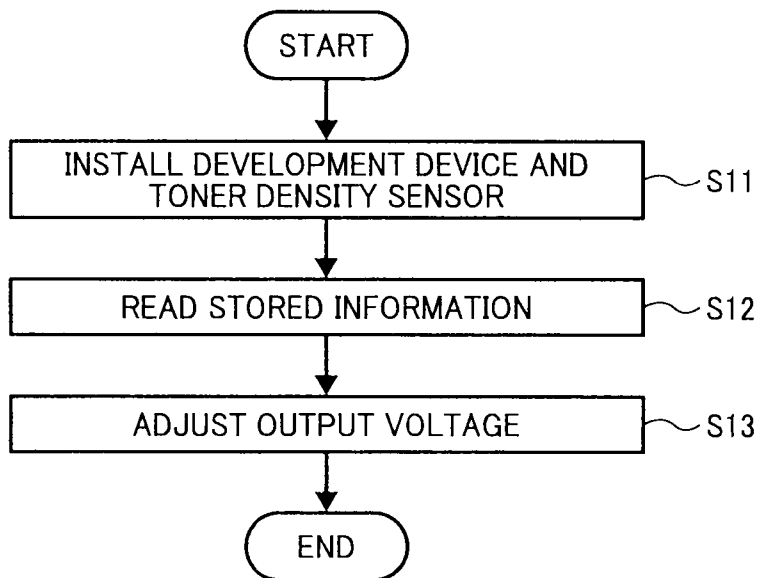 START
INSTALL DEVELOPMENT DEVICE AND
TONER DENSITY SENSOR
S11
READ STORED INFORMATION
S12
ADJUST OUTPUT VOLTAGE
S13
END